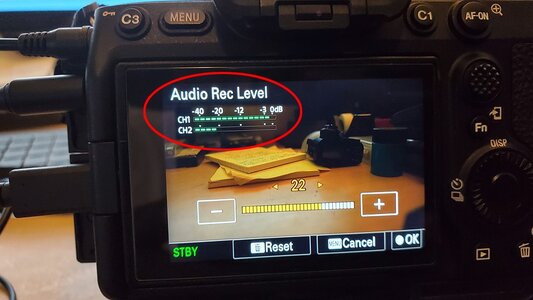 C3
MENU
C1
AF-ON
Audio Rec Level
-40 -20 -12 -3 0dB
CH1
CH2
Fn
DISP
22
− +
STBY
Reset
MENU Cancel
OK